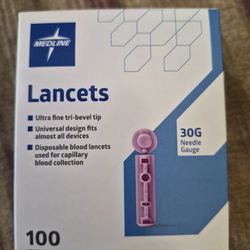 MEDLINE
Lancets
Ultra fine tri-bevel tip
Universal design fits
almost all devices
Disposable blood lancets
used for capillary
blood collection
30G
Needle
Gauge
100